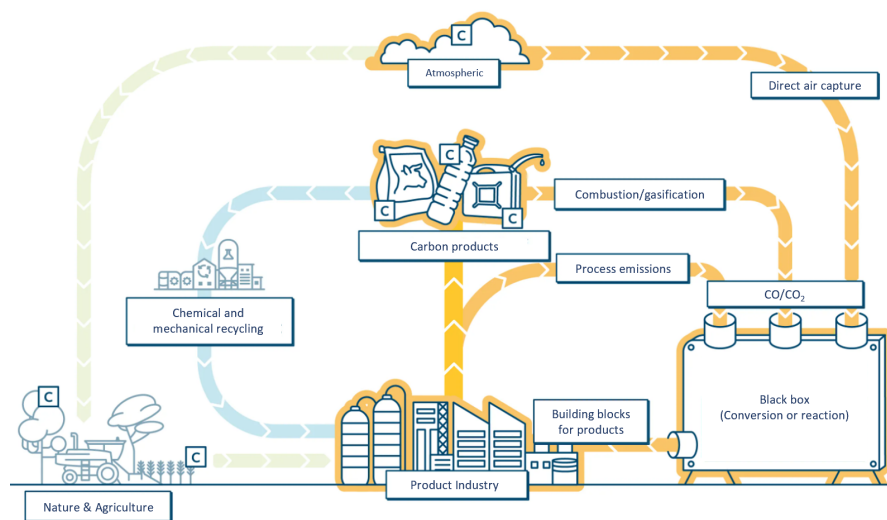 C
Atmospheric
Direct air capture
C
C
C
Combustion/gasification
Carbon products
Process emissions
CO/CO₂
Chemical and
mechanical recycling
C
Building blocks
for products
Black box
(Conversion or reaction)
C
Product Industry
Nature & Agriculture